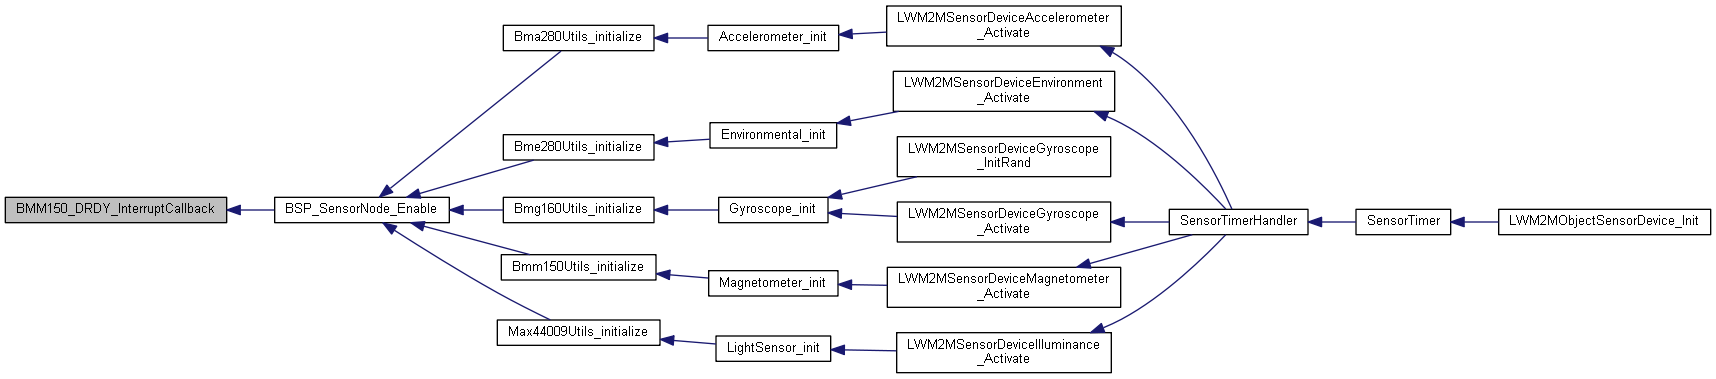 LWM2MSensorDeviceAccelerometer
_Activate
Bma280Utils_initialize
Accelerometer_init
LWM2MSensorDeviceEnvironment
_Activate
Bme280Utils_initialize
Environmental_init
LWM2MSensorDeviceGyroscope
_InitRand
BMM150_DRDY_InterruptCallback
BSP_SensorNode_Enable
Bmg160Utils_initialize
Gyroscope_init
LWM2MSensorDeviceGyroscope
_Activate
SensorTimerHandler
SensorTimer
LWM2MObjectSensorDevice_Init
Bmm150Utils_initialize
Magnetometer_init
LWM2MSensorDeviceMagnetometer
_Activate
Max44009Utils_initialize
LightSensor_init
LWM2MSensorDeviceIlluminance
_Activate